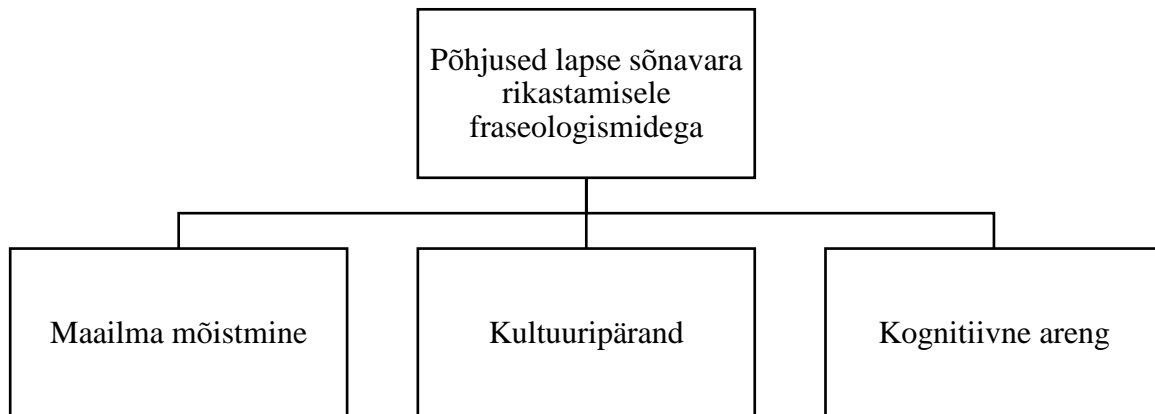 Põhjused lapse sõnavara
rikastamisele
fraseologismidega
Maailma mõistmine
Kultuuripärand
Kognitiivne areng